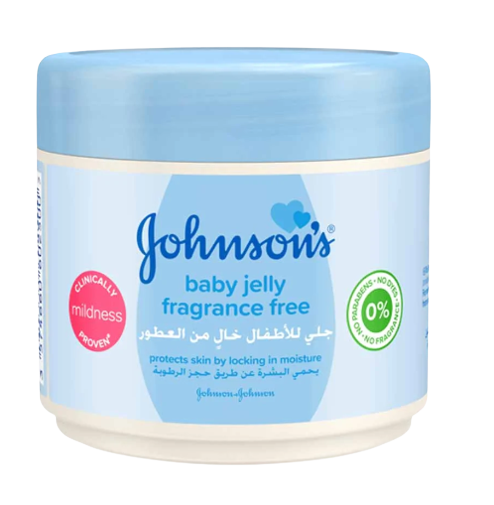 Johnson's®
baby jelly
fragrance free
جلي للأطفال خالٍ من العطور
protects skin by locking in moisture
يحمي البشرة عن طريق حجز الرطوبة
Johnson & Johnson
CLINICALLY
mildness
PROVEN*
NO PARABENS • NO DYES • NO FRAGRANCE •
0%